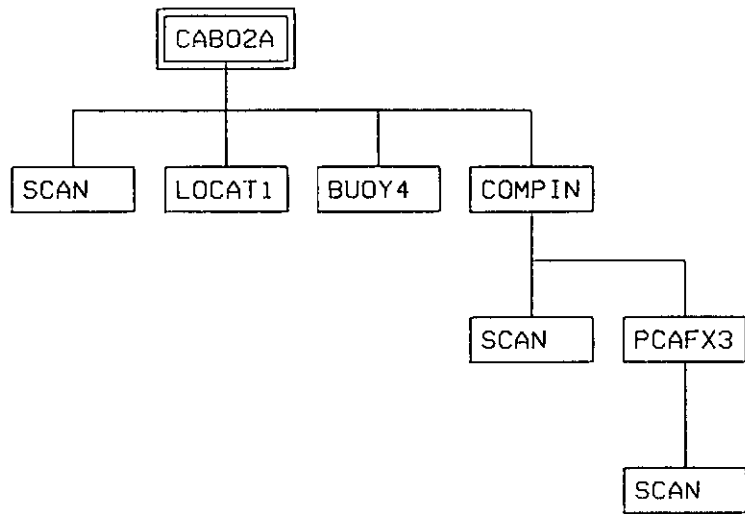 CAB02A
SCAN
LOCAT1
BUOY4
COMPIN
SCAN
PCAFX3
SCAN